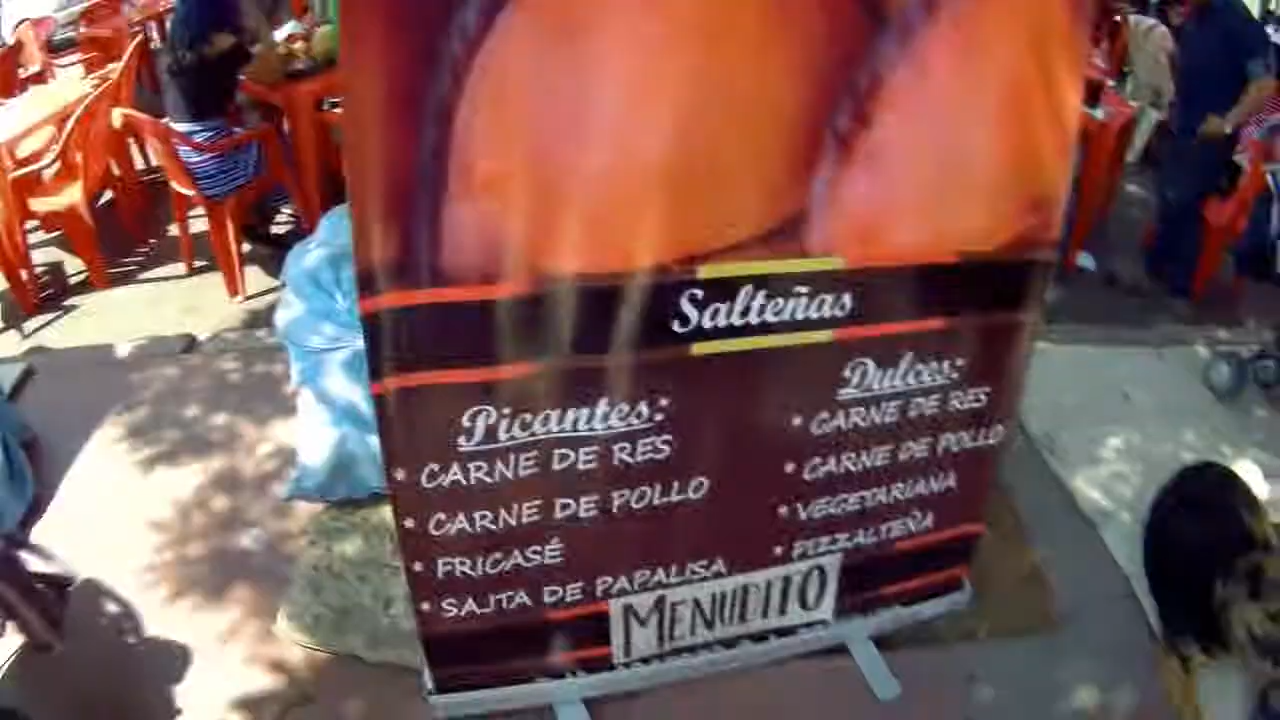 Salteñas
Picantes:
• CARNE DE RES
• CARNE DE POLLO
• FRICASÉ
• SAJTA DE PAPALISA
Dulces:
• CARNE DE RES
• CARNE DE POLLO
• VEGETARIANA
• PIZZALTEÑA
MENUDITO